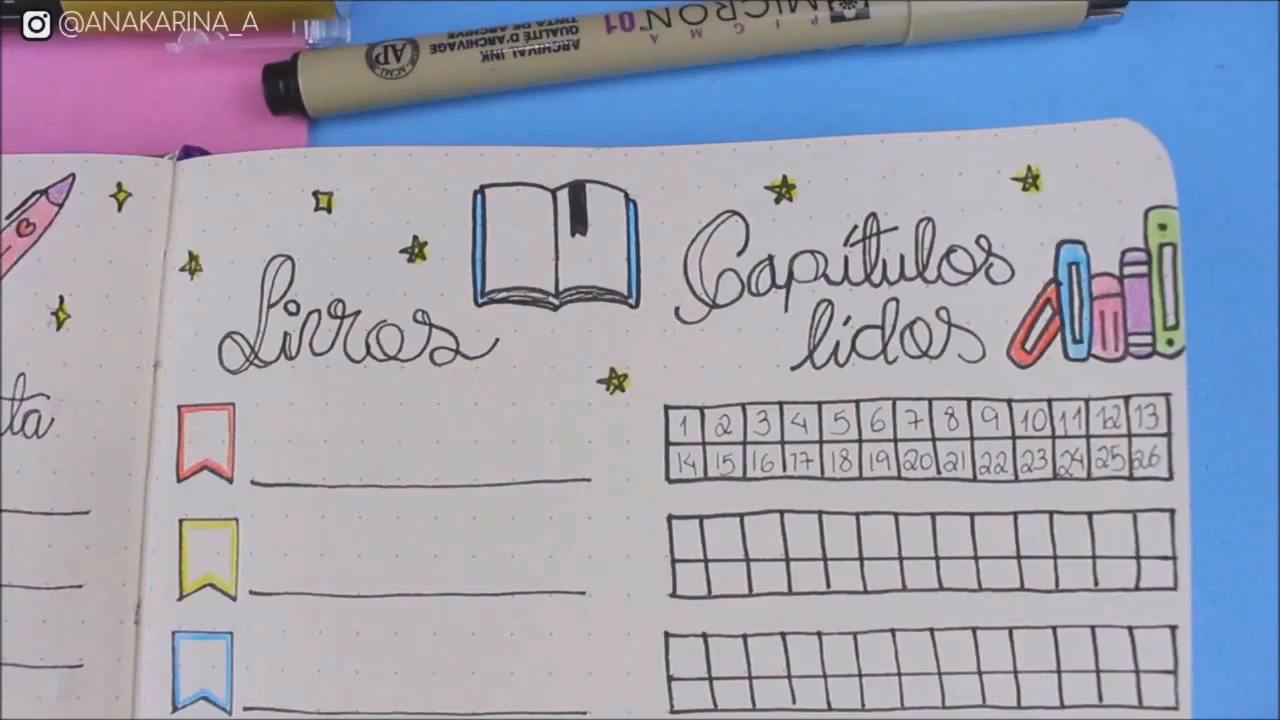 @ANAKARINA_A
PIGMA
MICRON™ 01
ARCHIVAL INK
QUALITÉ D'ARCHIVAGE
TINTA DE ARCHIVE
AP
Livros
Capítulos
lidos
ta
1 2 3 4 5 6 7 8 9 10 11 12 13
14 15 16 17 18 19 20 21 22 23 24 25 26